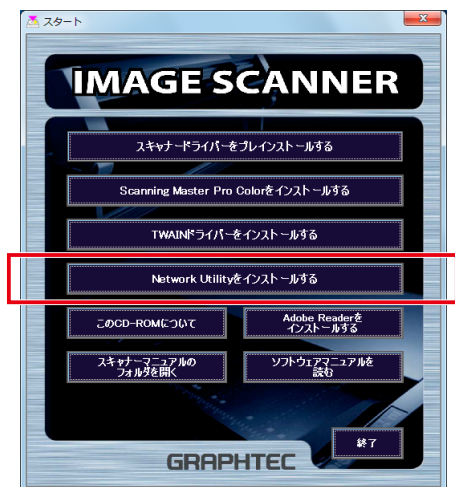 スタート
IMAGE SCANNER
スキャナードライバーをプレインストールする
Scanning Master Pro Colorをインストールする
TWAINドライバーをインストールする
Network Utilityをインストールする
このCD-ROMについて
Adobe Readerを
インストールする
スキャナーマニュアルの
フォルダを開く
ソフトウェアマニュアルを
読む
終了
GRAPHTEC